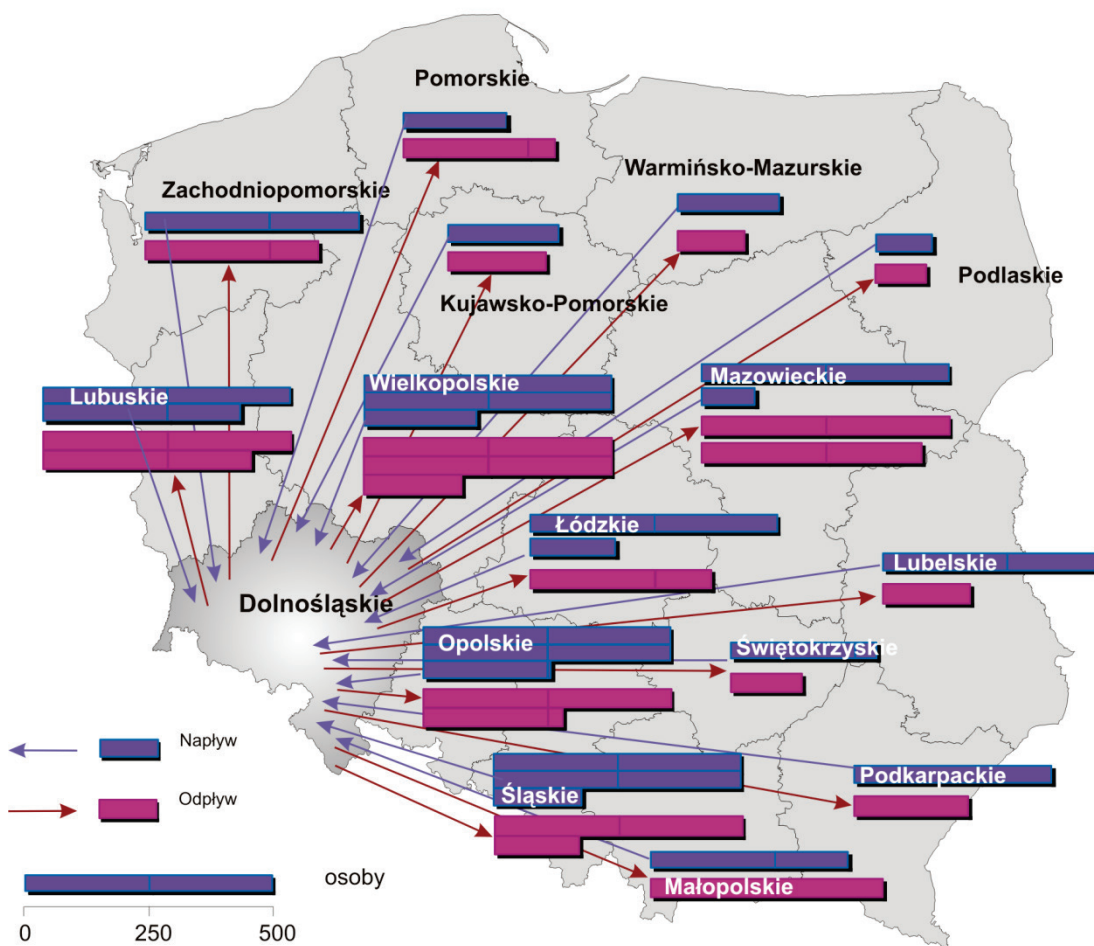 Pomorskie
Warmińsko-Mazurskie
Zachodniopomorskie
Podlaskie
Kujawsko-Pomorskie
Lubuskie
Wielkopolskie
Mazowieckie
Łódzkie
Lubelskie
Dolnośląskie
Opolskie
Świętokrzyskie
Napływ
Podkarpackie
Śląskie
Odpływ
Małopolskie
osoby
0 250 500